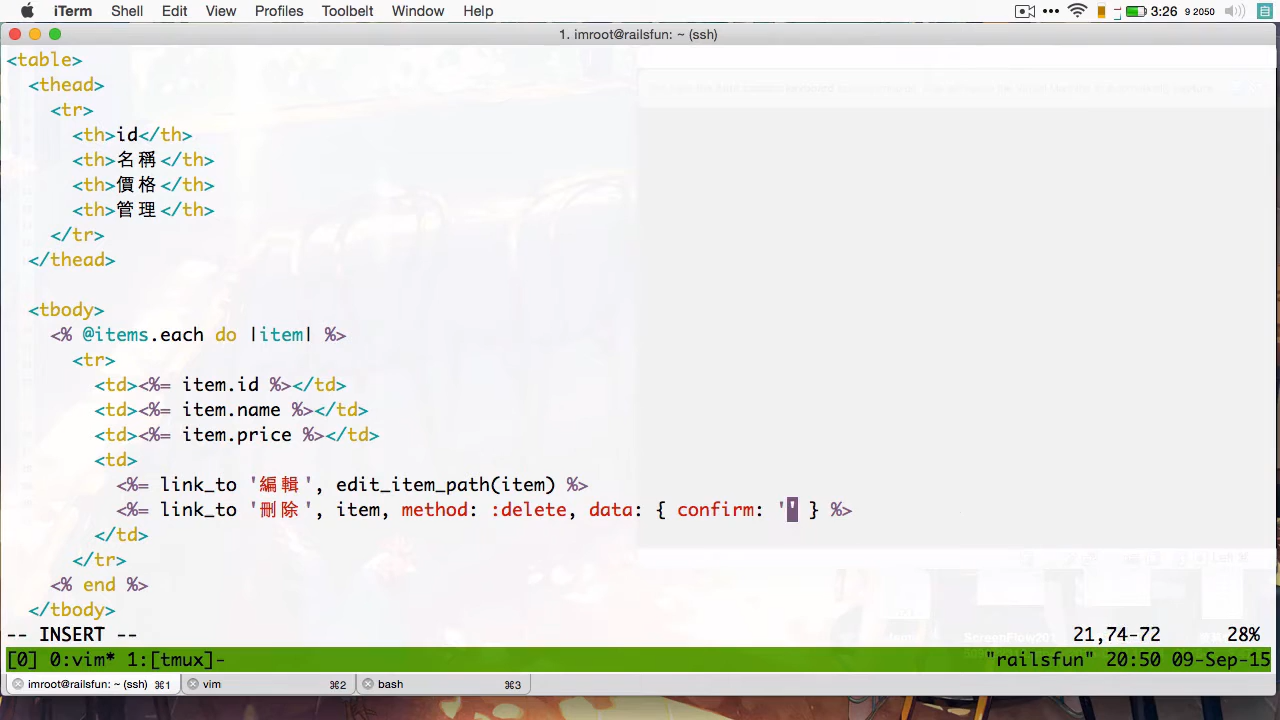 iTerm Shell Edit View Profiles Toolbelt Window Help 3:26 9 2050
1. imroot@railsfun: ~ (ssh)
<table>
<thead>
<tr>
<th>id</th>
<th>名稱</th>
<th>價格</th>
<th>管理</th>
</tr>
</thead>
<tbody>
<% @items.each do |item| %>
<tr>
<td><%= item.id %></td>
<td><%= item.name %></td>
<td><%= item.price %></td>
<td>
<%= link_to '編輯', edit_item_path(item) %>
<%= link_to '刪除', item, method: :delete, data: { confirm: '' } %>
</td>
</tr>
<% end %>
</tbody>
-- INSERT -- 21,74-72 28%
[0] 0:vim* 1:[tmux]- "railsfun" 20:50 09-Sep-15
imroot@railsfun: ~ (ssh) ⌘1 vim ⌘2 bash ⌘3